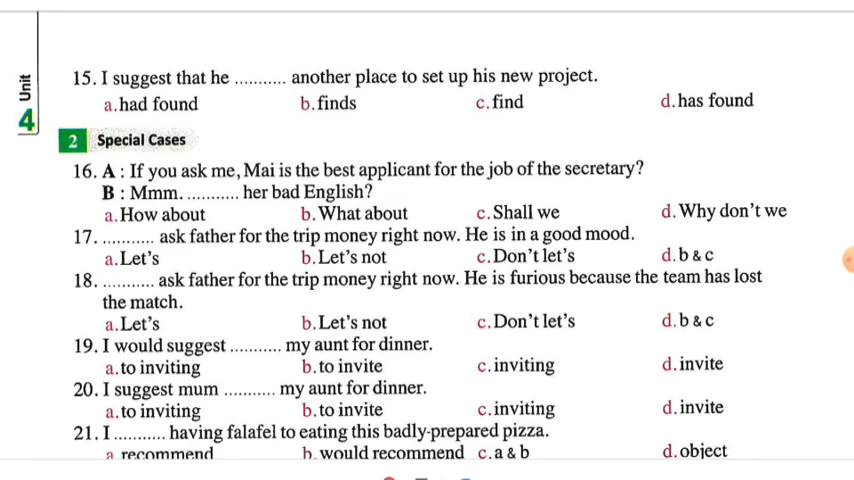 Unit
4
15. I suggest that he ........... another place to set up his new project.
a. had found b. finds c. find d. has found
2 Special Cases
16. A : If you ask me, Mai is the best applicant for the job of the secretary?
B : Mmm. ........... her bad English?
a. How about b. What about c. Shall we d. Why don't we
17. ........... ask father for the trip money right now. He is in a good mood.
a. Let's b. Let's not c. Don't let's d. b & c
18. ........... ask father for the trip money right now. He is furious because the team has lost
the match.
a. Let's b. Let's not c. Don't let's d. b & c
19. I would suggest ........... my aunt for dinner.
a. to inviting b. to invite c. inviting d. invite
20. I suggest mum ........... my aunt for dinner.
a. to inviting b. to invite c. inviting d. invite
21. I ........... having falafel to eating this badly-prepared pizza.
a recommend b. would recommend c. a & b d. object